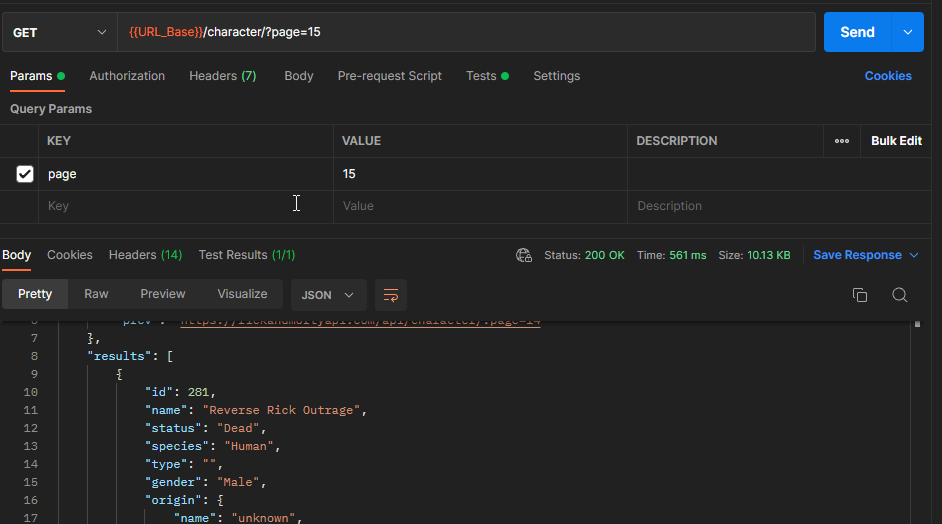 GET {{URL_Base}}/character/?page=15 Send
Params Authorization Headers (7) Body Pre-request Script Tests Settings Cookies
Query Params
KEY VALUE DESCRIPTION ••• Bulk Edit
page 15
Key Value Description
Body Cookies Headers (14) Test Results (1/1) Status: 200 OK Time: 561 ms Size: 10.13 KB Save Response
Pretty Raw Preview Visualize JSON
6 "prev": "https://rickandmortyapi.com/api/character/?page=14"
7 },
8 "results": [
9 {
10 "id": 281,
11 "name": "Reverse Rick Outrage",
12 "status": "Dead",
13 "species": "Human",
14 "type": "",
15 "gender": "Male",
16 "origin": {
17 "name": "unknown",